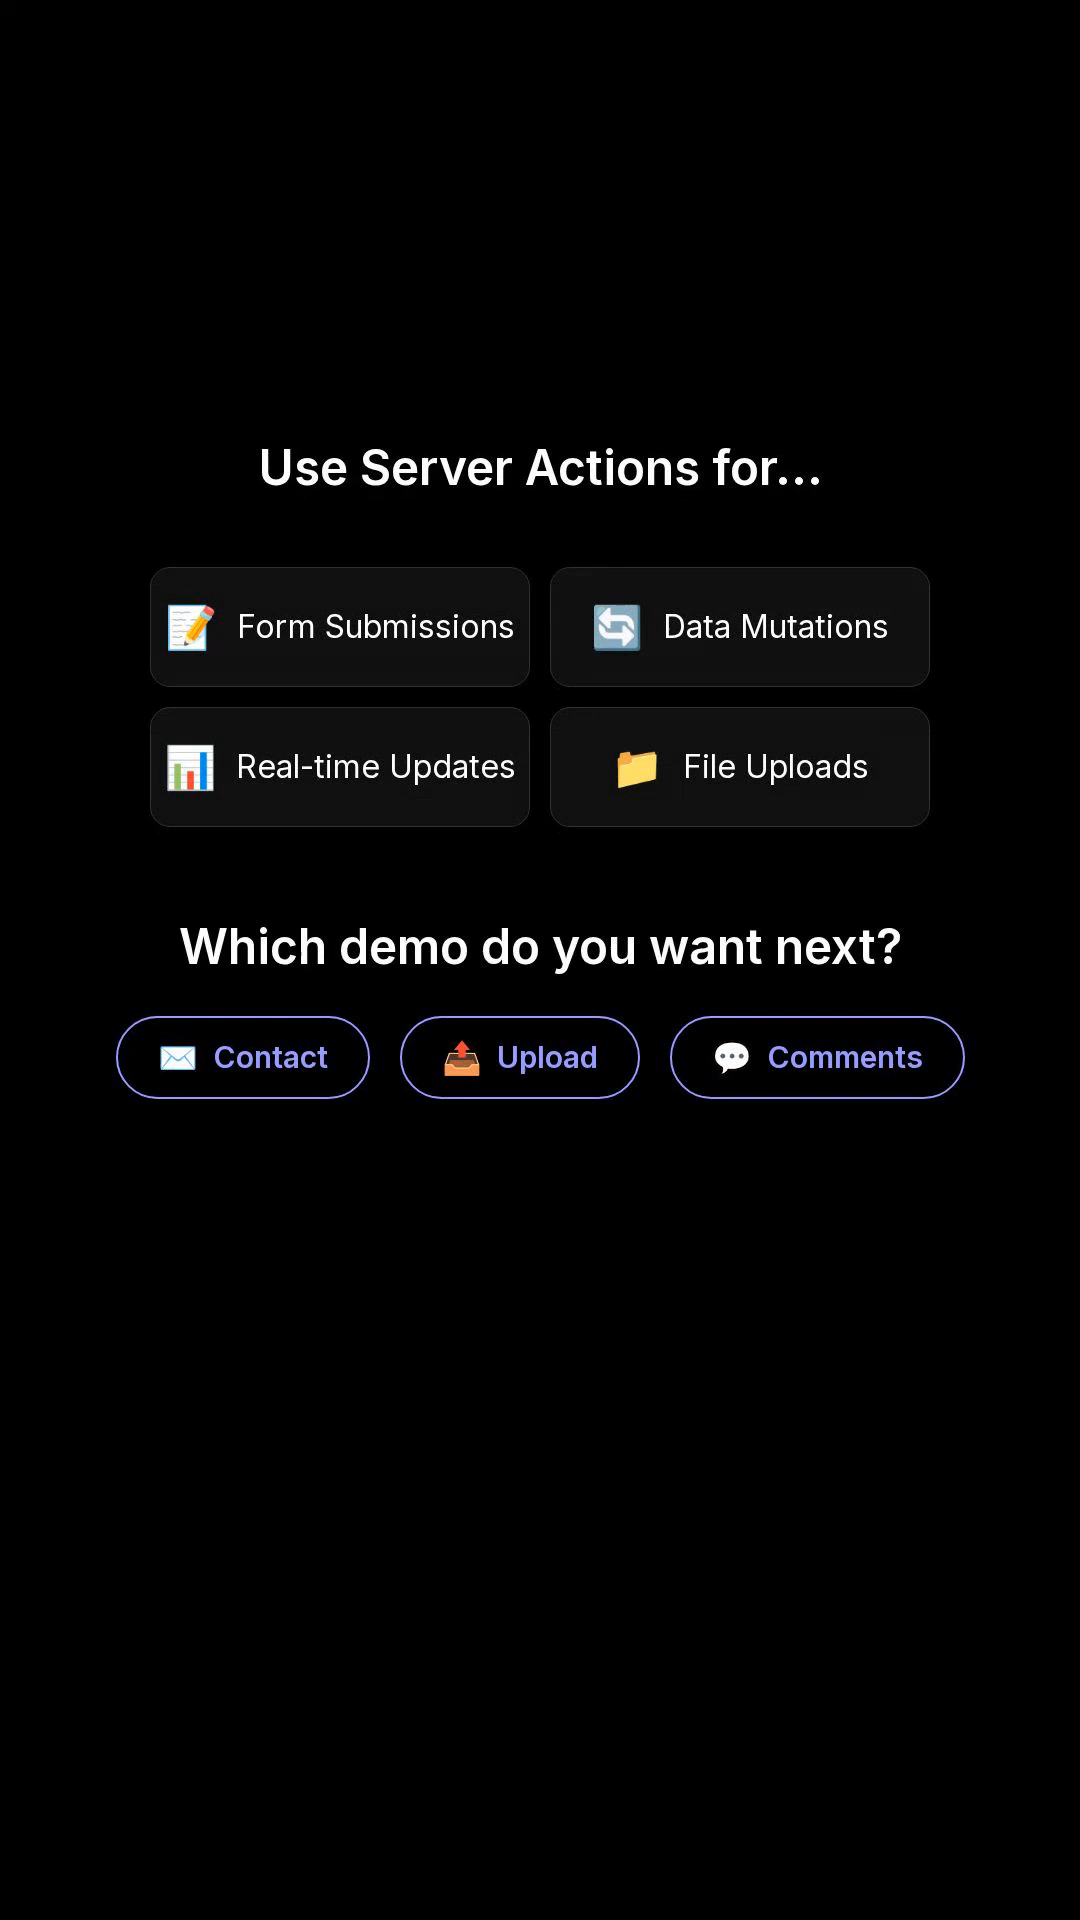 Use Server Actions for...
📝 Form Submissions
🔄 Data Mutations
📊 Real-time Updates
📁 File Uploads
Which demo do you want next?
✉️ Contact
📤 Upload
💬 Comments